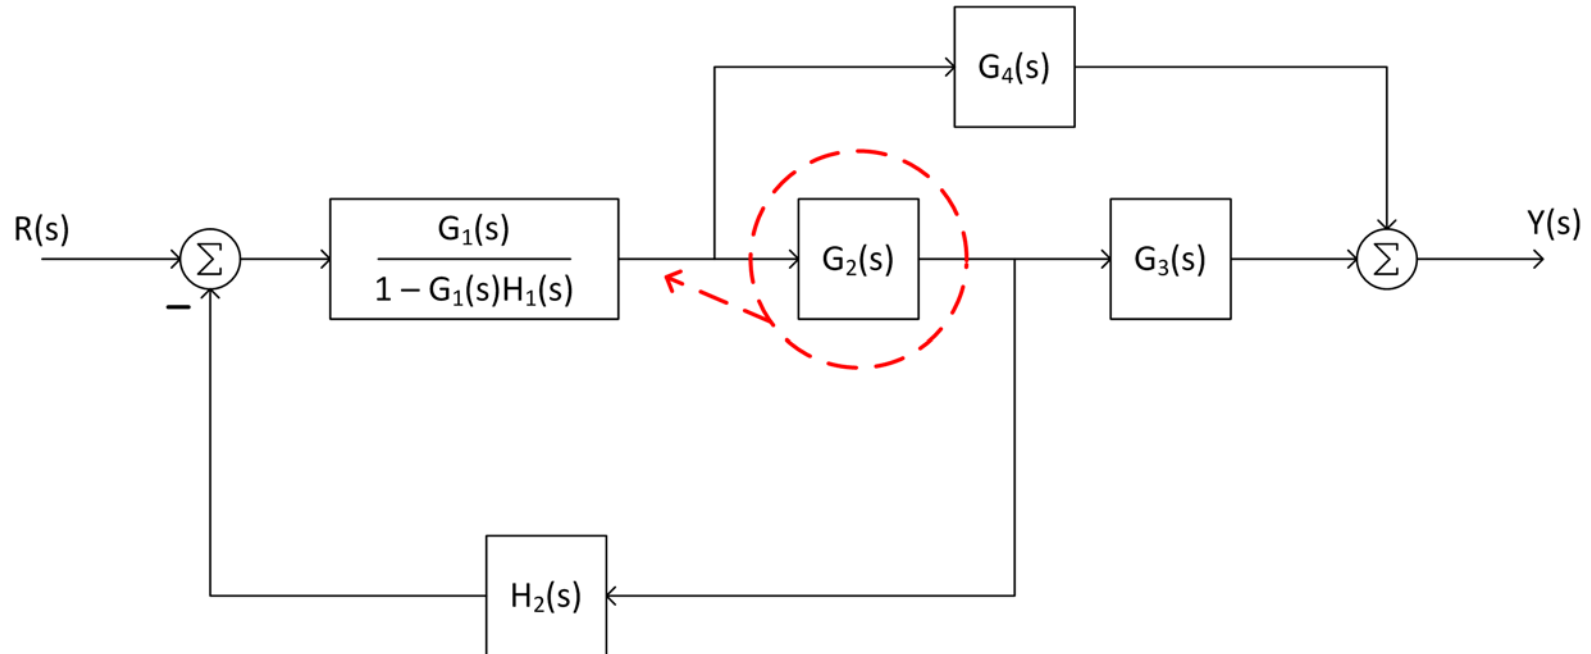 G₄(s)
R(s)
Σ
G₁(s)
1 – G₁(s)H₁(s)
G₂(s)
G₃(s)
Σ
Y(s)
–
H₂(s)